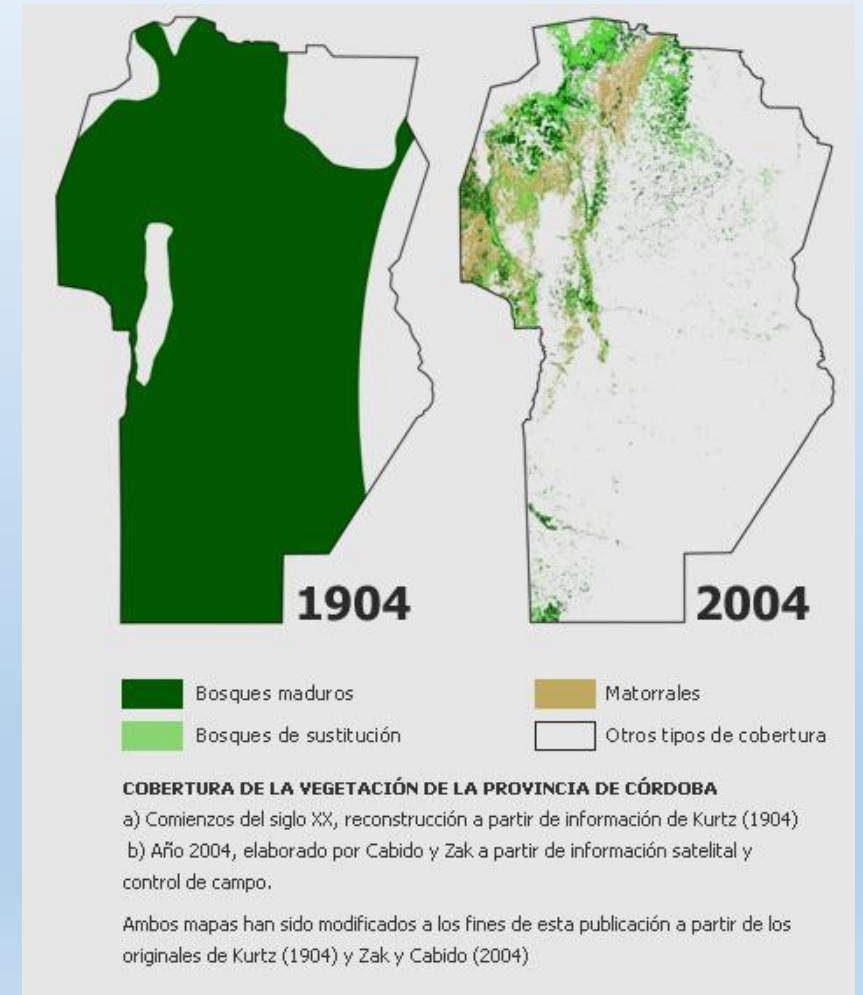 1904
2004
Bosques maduros
Matorrales
Bosques de sustitución
Otros tipos de cobertura
COBERTURA DE LA VEGETACIÓN DE LA PROVINCIA DE CÓRDOBA
a) Comienzos del siglo XX, reconstrucción a partir de información de Kurtz (1904)
b) Año 2004, elaborado por Cabido y Zak a partir de información satelital y
control de campo.
Ambos mapas han sido modificados a los fines de esta publicación a partir de los
originales de Kurtz (1904) y Zak y Cabido (2004)